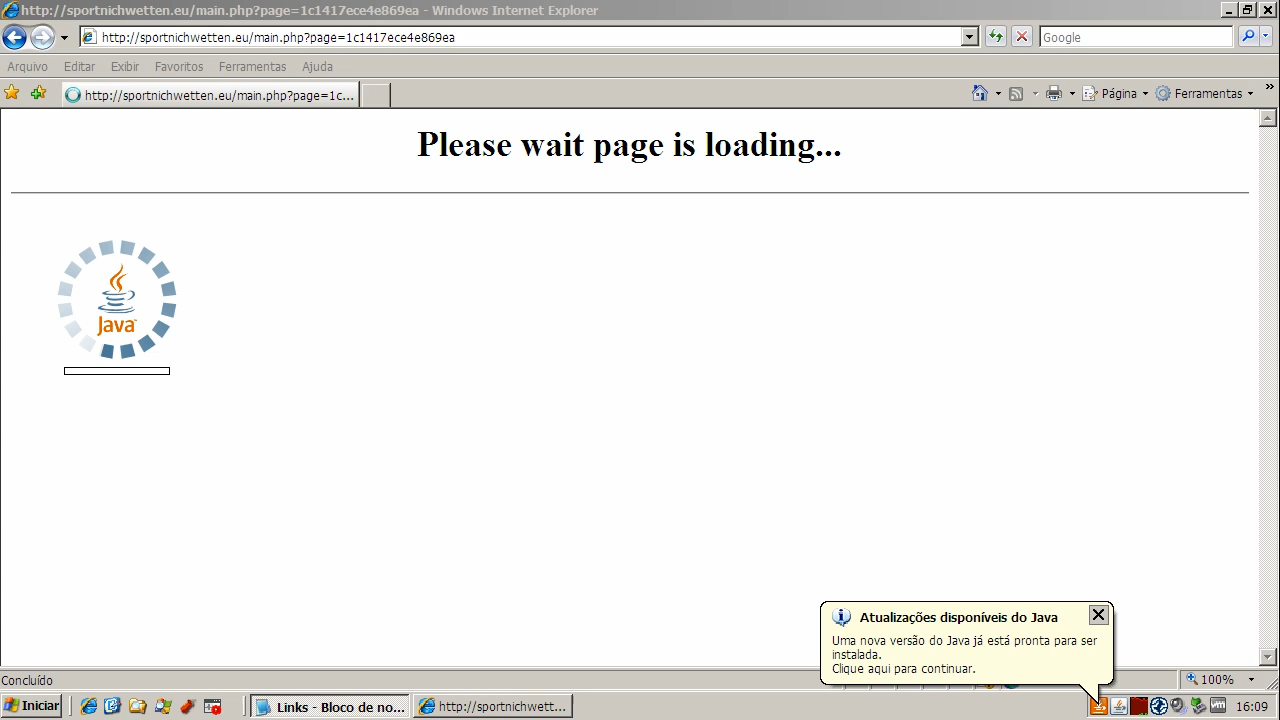 http://sportnichwetten.eu/main.php?page=1c1417ece4e869ea - Windows Internet Explorer
http://sportnichwetten.eu/main.php?page=1c1417ece4e869ea
Google
Arquivo Editar Exibir Favoritos Ferramentas Ajuda
http://sportnichwetten.eu/main.php?page=1c...
Página Ferramentas »
Please wait page is loading...
Java
Atualizações disponíveis do Java
Uma nova versão do Java já está pronta para ser
instalada.
Clique aqui para continuar.
Concluído
100%
Iniciar
Links - Bloco de no...
http://sportnichwett...
vm
16:09